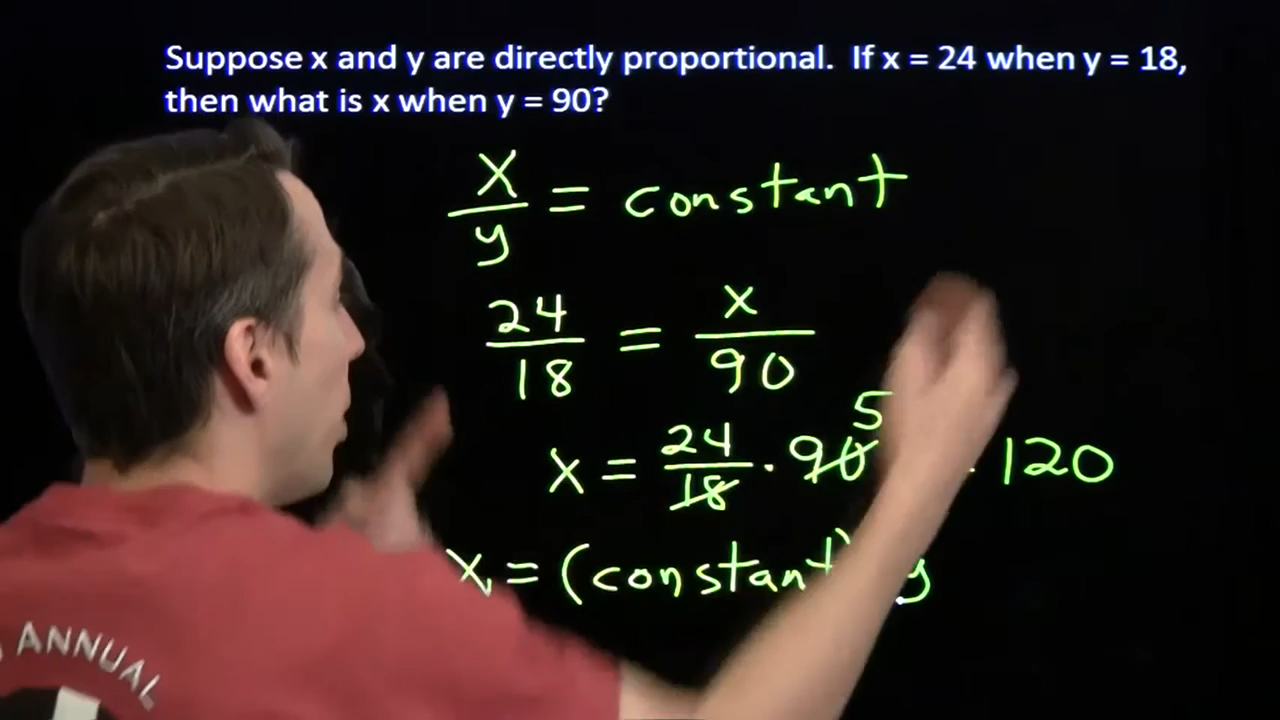 Suppose x and y are directly proportional. If x = 24 when y = 18,
then what is x when y = 90?
x/y = constant
24/18 = x/90
x = 24/18 · 90 5 120
x = (constant) y
ANNUAL